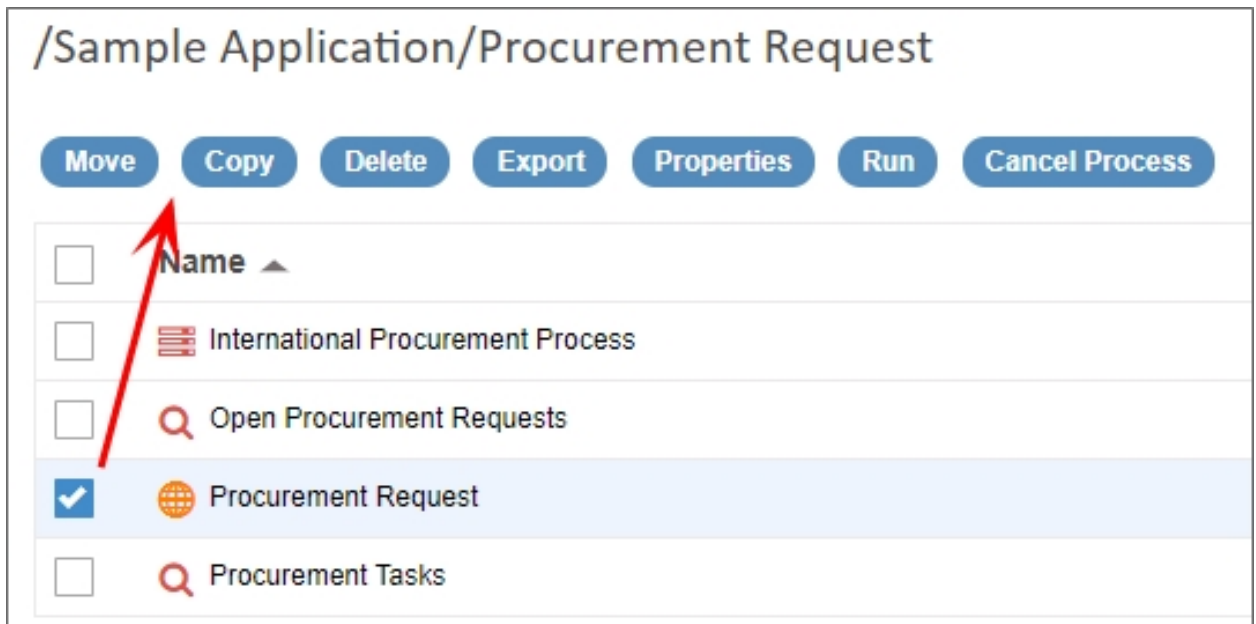 /Sample Application/Procurement Request
Move Copy Delete Export Properties Run Cancel Process
Name
International Procurement Process
Open Procurement Requests
Procurement Request
Procurement Tasks